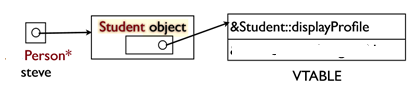 Student object
&Student::displayProfile
Person*
steve
VTABLE